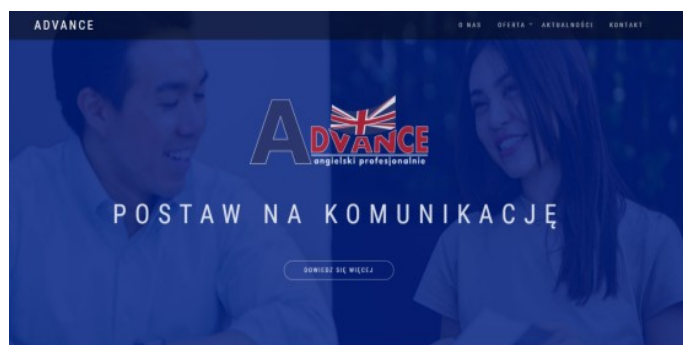 ADVANCE
O NAS OFERTA AKTUALNOŚCI KONTAKT
ADVANCE
angielski profesjonalnie
POSTAW NA KOMUNIKACJĘ
DOWIEDZ SIĘ WIĘCEJ